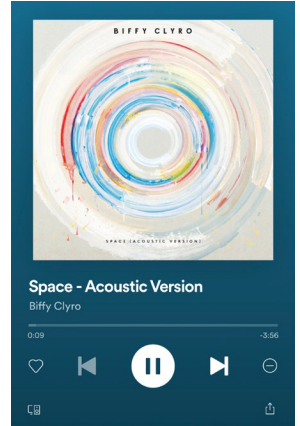 BIFFY CLYRO
SPACE (ACOUSTIC VERSION)
Space - Acoustic Version
Biffy Clyro
0:09
-3:56